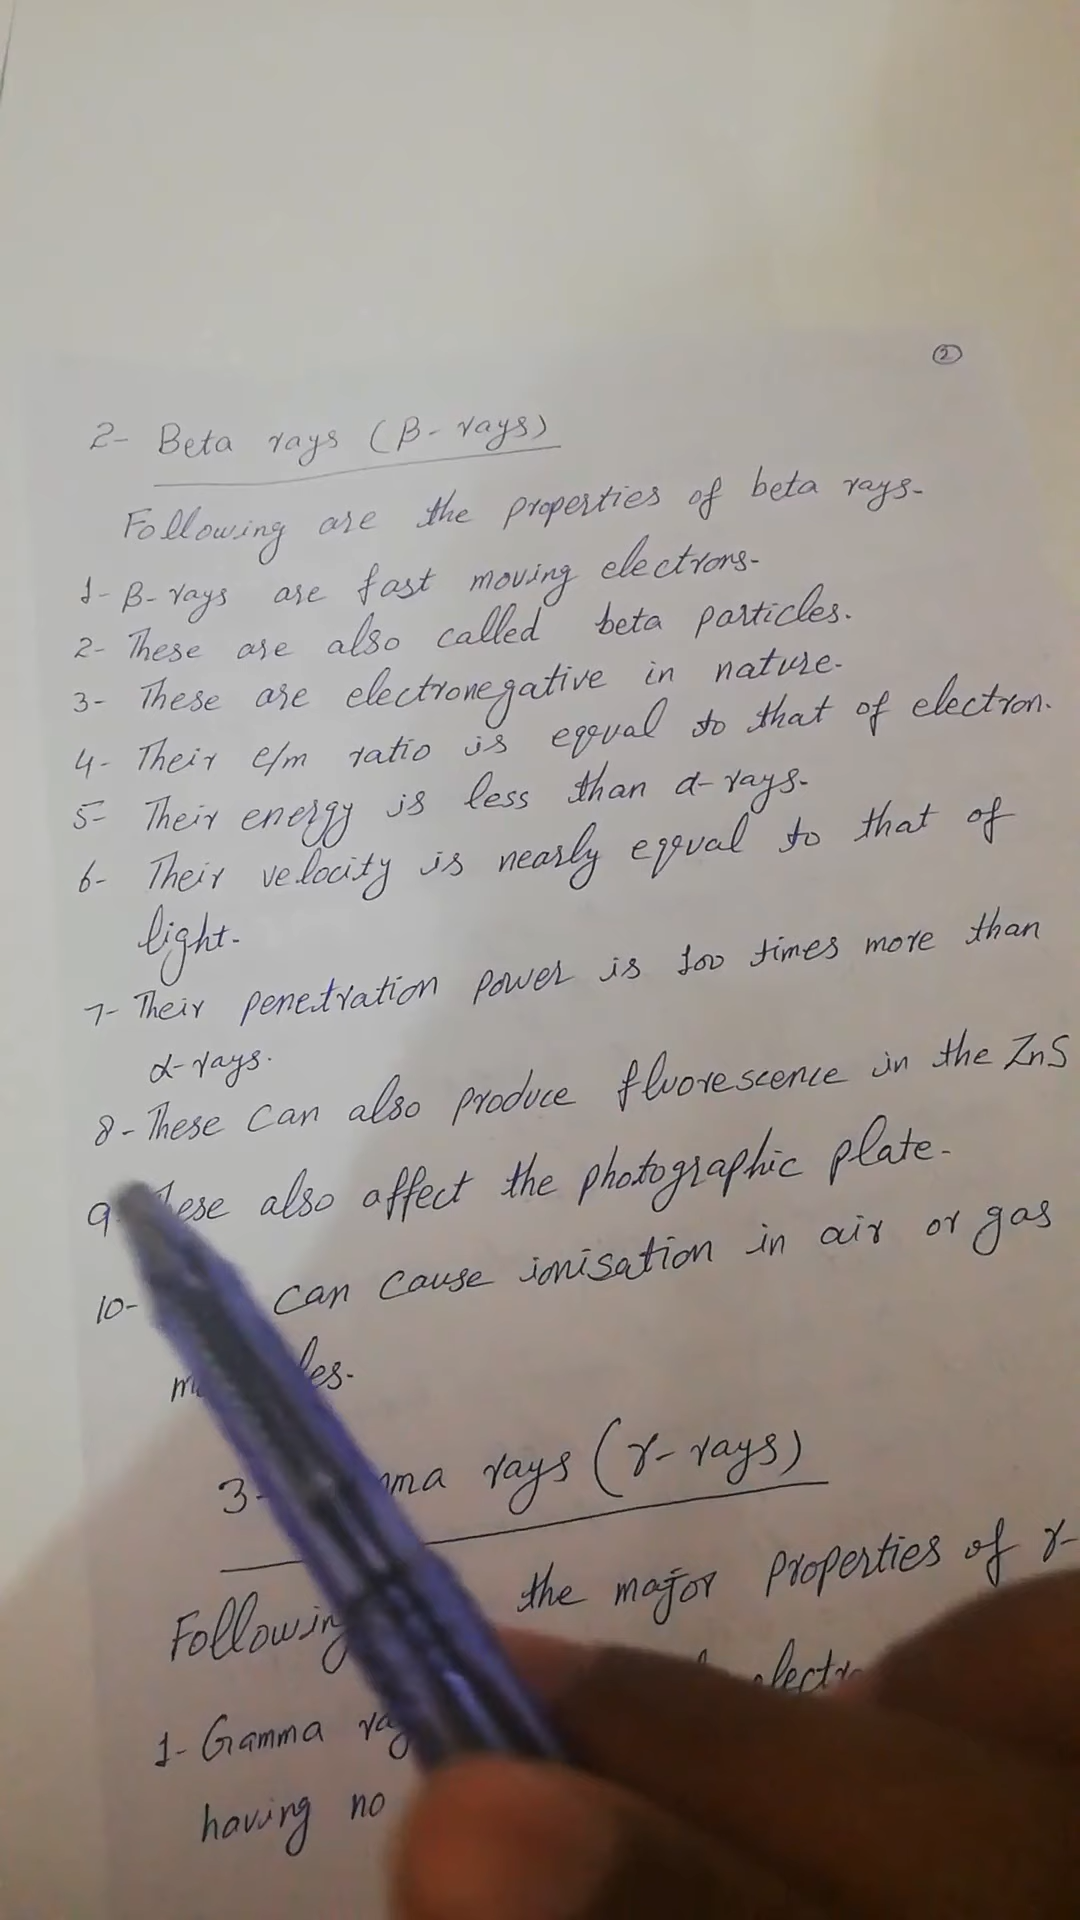 ②
2- Beta rays (β-rays)
Following are the properties of beta rays-
1- β-rays are fast moving electrons-
2- These are also called beta particles.
3- These are electronegative in nature-
4- Their e/m ratio is equal to that of electron.
5- Their energy is less than α-rays-
6- Their velocity is nearly equal to that of
light-
7- Their penetration power is 100 times more than
α-rays.
8- These can also produce fluorescence in the ZnS
9- These also affect the photographic plate-
10- can cause ionisation in air or gas
3- rays (γ-rays)
Following the major properties of γ-
1- Gamma
having no